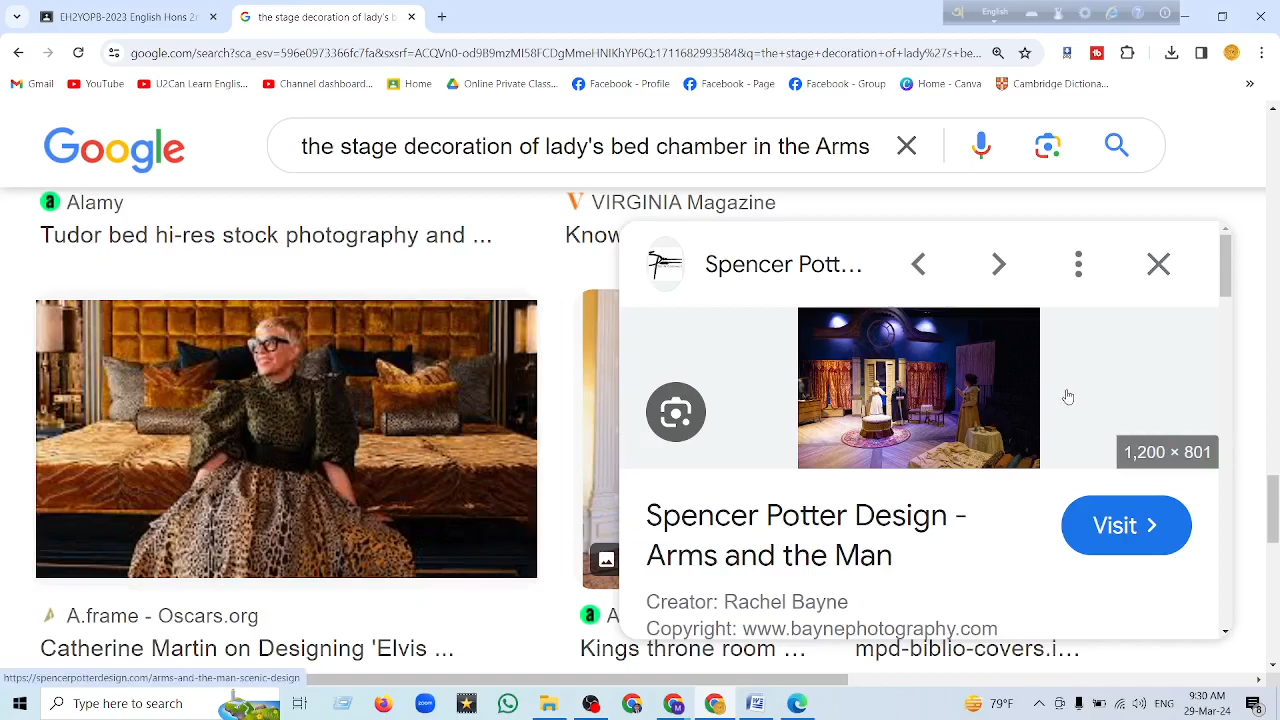 EH2YOP - 2018 Hon
the stage decoration of lady's b
English
google.com/search?sca_esv=596e0973366fc7fa&sxsrf=ACQVn0-od9B9mzMI58FCDgMmeHNIKbYP6Q:1711682993584&q=the+stage+decoration+of+lady%27s+be...
Gmail
YouTube
U2Can Learn Englis...
Channel dashboard...
Home
Online Private Class...
Facebook - Profile
Facebook - Page
Facebook - Group
Home - Canva
Cambridge Dictiona...
Google
the stage decoration of lady's bed chamber in the Arms
Alamy
VIRGINIA Magazine
Tudor bed hi-res stock photography and ...
Know
Spencer Pott...
1,200 × 801
Spencer Potter Design -
Arms and the Man
Visit
Creator: Rachel Bayne
Copyright: www.baynephotography.com
A.frame - Oscars.org
Catherine Martin on Designing 'Elvis ...
Kings throne room ...
mpd-biblio-covers.i...
https://spencerpotterdesign.com/arms-and-the-man-scenic-design
Type here to search
zoom
79°F
ENG
9:30 AM
29-Mar-24